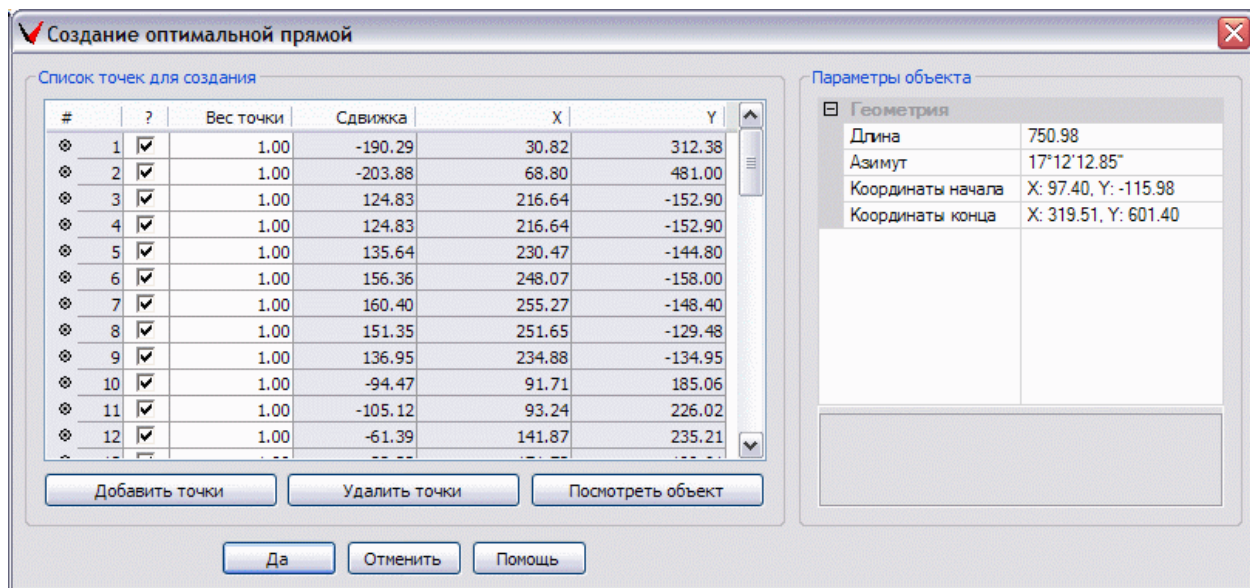 Создание оптимальной прямой
Список точек для создания
# ? Вес точки Сдвижка X Y
1 1.00 -190.29 30.82 312.38
2 1.00 -203.88 68.80 481.00
3 1.00 124.83 216.64 -152.90
4 1.00 124.83 216.64 -152.90
5 1.00 135.64 230.47 -144.80
6 1.00 156.36 248.07 -158.00
7 1.00 160.40 255.27 -148.40
8 1.00 151.35 251.65 -129.48
9 1.00 136.95 234.88 -134.95
10 1.00 -94.47 91.71 185.06
11 1.00 -105.12 93.24 226.02
12 1.00 -61.39 141.87 235.21
Добавить точки Удалить точки Посмотреть объект
Параметры объекта
Геометрия
Длина 750.98
Азимут 17°12'12.85"
Координаты начала X: 97.40, Y: -115.98
Координаты конца X: 319.51, Y: 601.40
Да Отменить Помощь